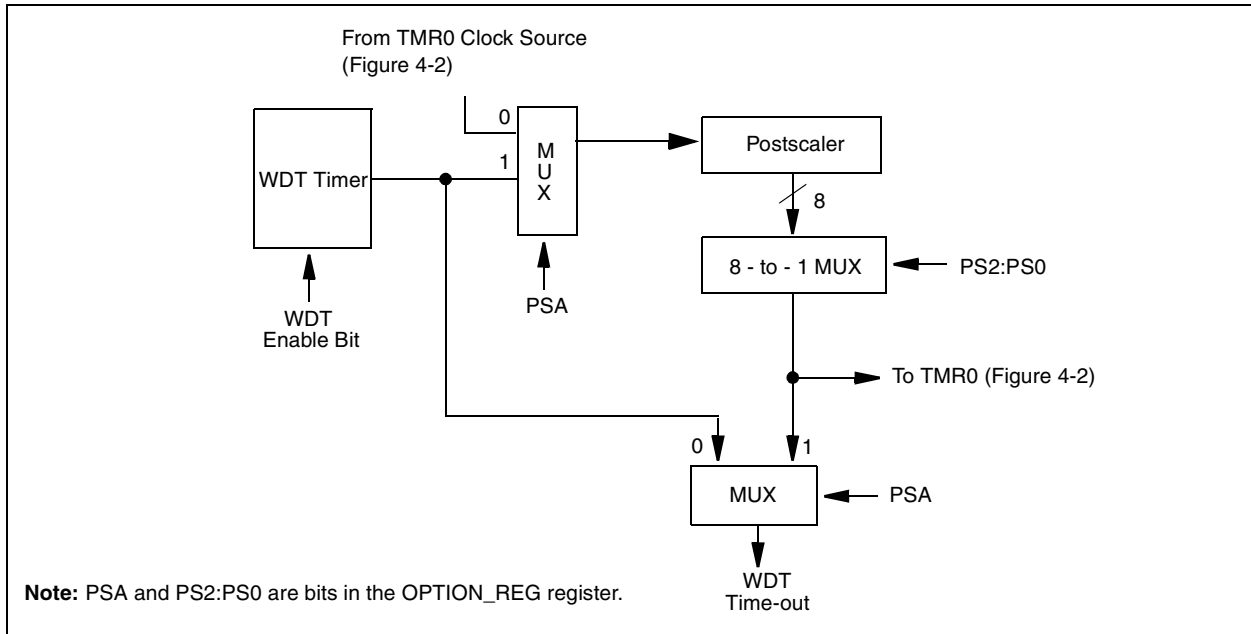 From TMR0 Clock Source
(Figure 4-2)
0
1
M
U
X
WDT Timer
Postscaler
8
8 - to - 1 MUX
PS2:PS0
PSA
WDT
Enable Bit
To TMR0 (Figure 4-2)
0
1
MUX
PSA
WDT
Time-out
Note: PSA and PS2:PS0 are bits in the OPTION_REG register.